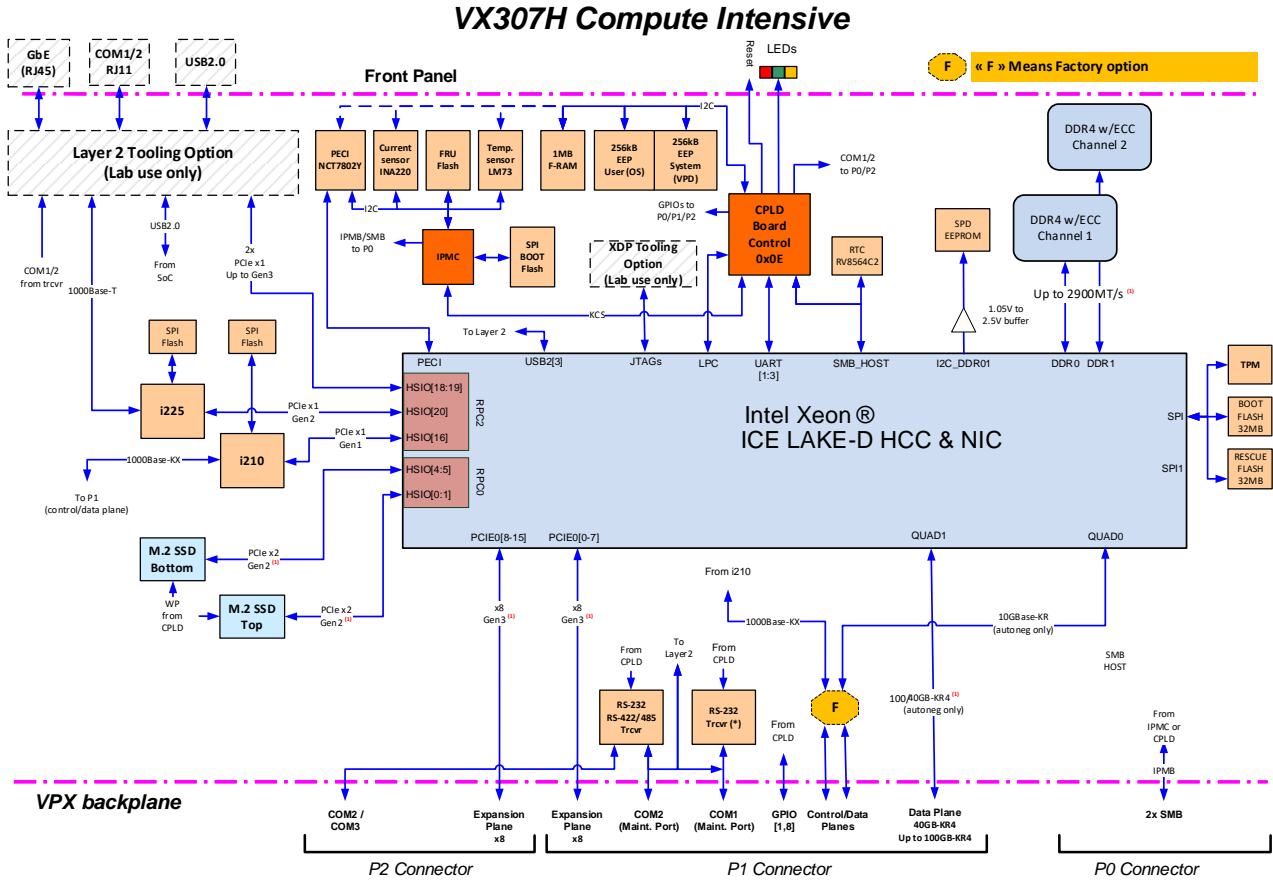 VX307H Compute Intensive
GbE
(RJ45)
COM1/2
RJ11
USB2.0
Front Panel
Reset
LEDs
F
« F » Means Factory option
Layer 2 Tooling Option
(Lab use only)
PECI
NCT7802Y
Current
sensor
INA220
FRU
Flash
Temp.
sensor
LM73
1MB
F-RAM
256kB
EEP
User (OS)
256kB
EEP
System
(VPD)
I2C
I2C
COM1/2
to P0/P2
GPIOs to
P0/P1/P2
CPLD
Board
Control
0x0E
DDR4 w/ECC
Channel 2
DDR4 w/ECC
Channel 1
SPD
EEPROM
RTC
RV8564C2
IPMB/SMB
to P0
IPMC
SPI
BOOT
Flash
XDP Tooling
Option
(Lab use only)
COM1/2
from trcvr
1000Base-T
USB2.0
From
SoC
2x
PCIe x1
Up to Gen3
KCS
To Layer 2
1.05V to
2.5V buffer
Up to 2900MT/s (1)
SPI
Flash
SPI
Flash
i225
i210
PCIe x1
Gen2
PCIe x1
Gen1
1000Base-KX
To P1
(control/data plane)
PECI
USB2[3]
JTAGs
LPC
UART
[1:3]
SMB_HOST
I2C_DDR01
DDR0
DDR1
HSIO[18:19]
HSIO[20]
HSIO[16]
RPC2
HSIO[4:5]
HSIO[0:1]
RPC0
Intel Xeon ®
ICE LAKE-D HCC & NIC
SPI
SPI1
TPM
BOOT
FLASH
32MB
RESCUE
FLASH
32MB
PCIE0[8-15]
PCIE0[0-7]
QUAD1
QUAD0
M.2 SSD
Bottom
PCIe x2
Gen2 (1)
WP
from
CPLD
M.2 SSD
Top
PCIe x2
Gen2 (1)
x8
Gen3 (1)
x8
Gen3 (1)
From i210
1000Base-KX
10GBase-KR
(autoneg only)
From
CPLD
To
Layer2
From
CPLD
SMB
HOST
RS-232
RS-422/485
Trcvr
RS-232
Trcvr (*)
From
CPLD
F
100/40GB-KR4 (1)
(autoneg only)
From
IPMC or
CPLD
IPMB
VPX backplane
COM2 /
COM3
Expansion
Plane
x8
Expansion
Plane
x8
COM2
(Maint. Port)
COM1
(Maint. Port)
GPIO
[1,8]
Control/Data
Planes
Data Plane
40GB-KR4
Up to 100GB-KR4
2x SMB
P2 Connector
P1 Connector
P0 Connector